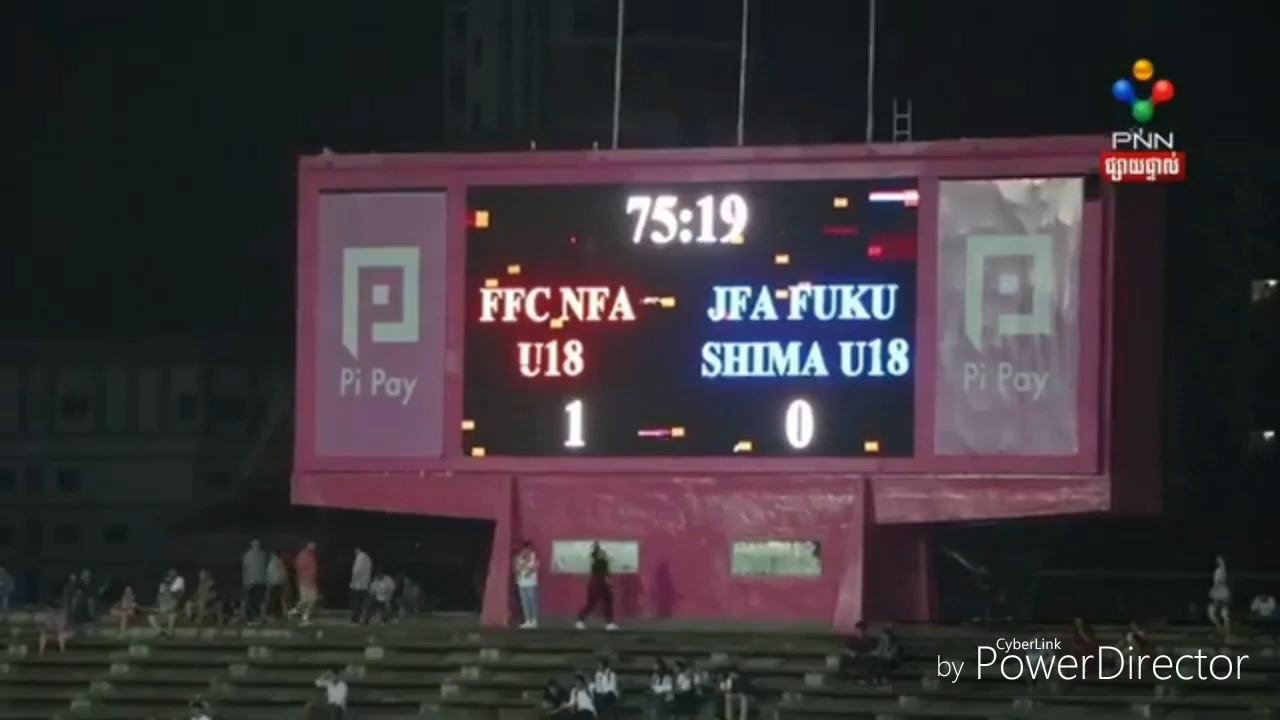 PNN
ផ្សាយផ្ទាល់
75:19
FFC NFA
U18
JFA FUKU
SHIMA U18
1
0
Pi Pay
Pi Pay
CyberLink
by PowerDirector